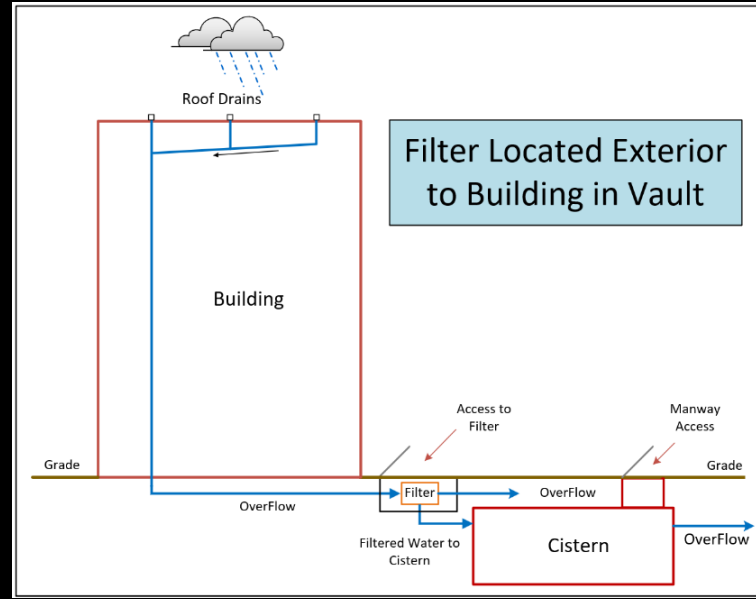 Roof Drains
Filter Located Exterior
to Building in Vault
Building
Access to
Filter
Manway
Access
Grade
Grade
Filter
OverFlow
OverFlow
Filtered Water to
Cistern
Cistern
OverFlow